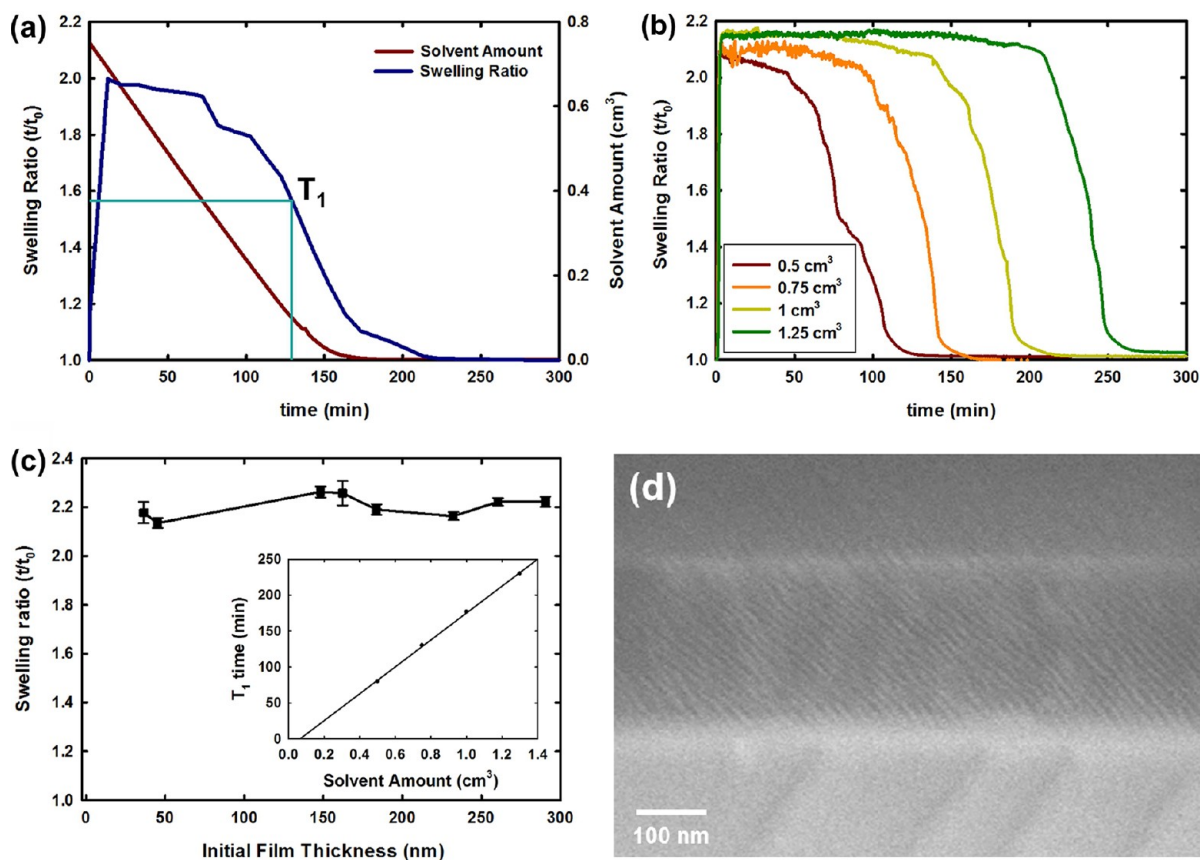 (a)
2.2
2.0
1.8
1.6
1.4
1.2
1.0
Swelling Ratio (t/t₀)
Solvent Amount
Swelling Ratio
T₁
0.8
0.6
0.4
0.2
0.0
Solvent Amount (cm³)
0 50 100 150 200 250 300
time (min)
(b)
2.2
2.0
1.8
1.6
1.4
1.2
1.0
Swelling Ratio (t/t₀)
0.5 cm³
0.75 cm³
1 cm³
1.25 cm³
0 50 100 150 200 250 300
time (min)
(c)
2.4
2.2
2.0
1.8
1.6
1.4
1.2
1.0
Swelling ratio (t/t₀)
250
200
150
100
50
0
T₁ time (min)
0.0 0.2 0.4 0.6 0.8 1.0 1.2 1.4
Solvent Amount (cm³)
0 50 100 150 200 250 300
Initial Film Thickness (nm)
(d)
100 nm